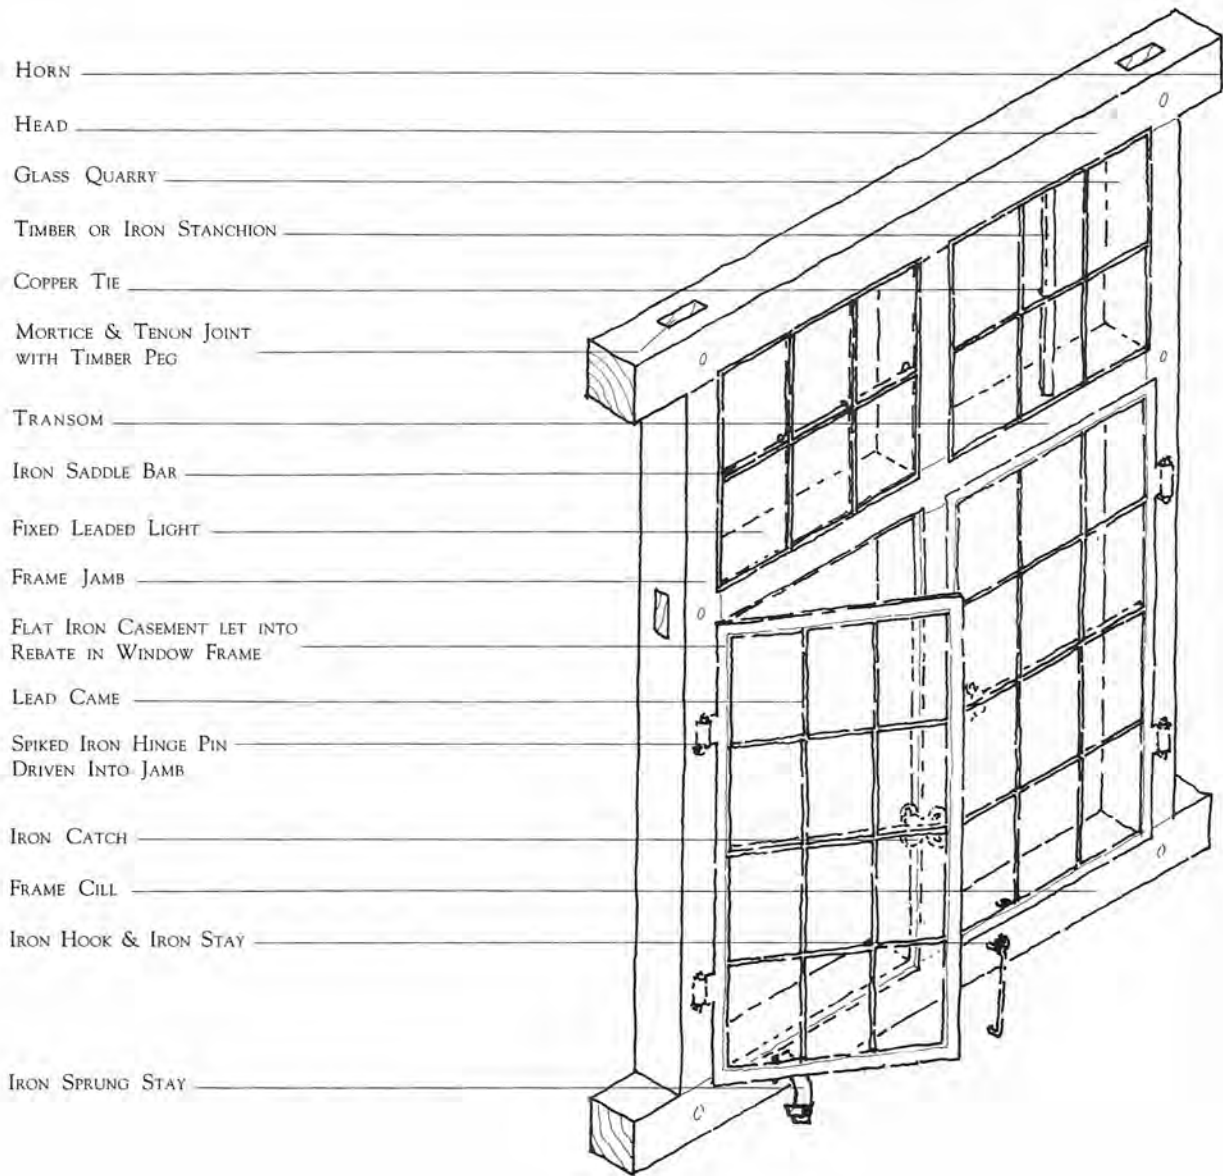 HORN
HEAD
GLASS QUARRY
TIMBER OR IRON STANCHION
COPPER TIE
MORTICE & TENON JOINT
WITH TIMBER PEG
TRANSOM
IRON SADDLE BAR
FIXED LEADED LIGHT
FRAME JAMB
FLAT IRON CASEMENT LET INTO
REBATE IN WINDOW FRAME
LEAD CAME
SPIKED IRON HINGE PIN
DRIVEN INTO JAMB
IRON CATCH
FRAME CILL
IRON HOOK & IRON STAY
IRON SPRUNG STAY